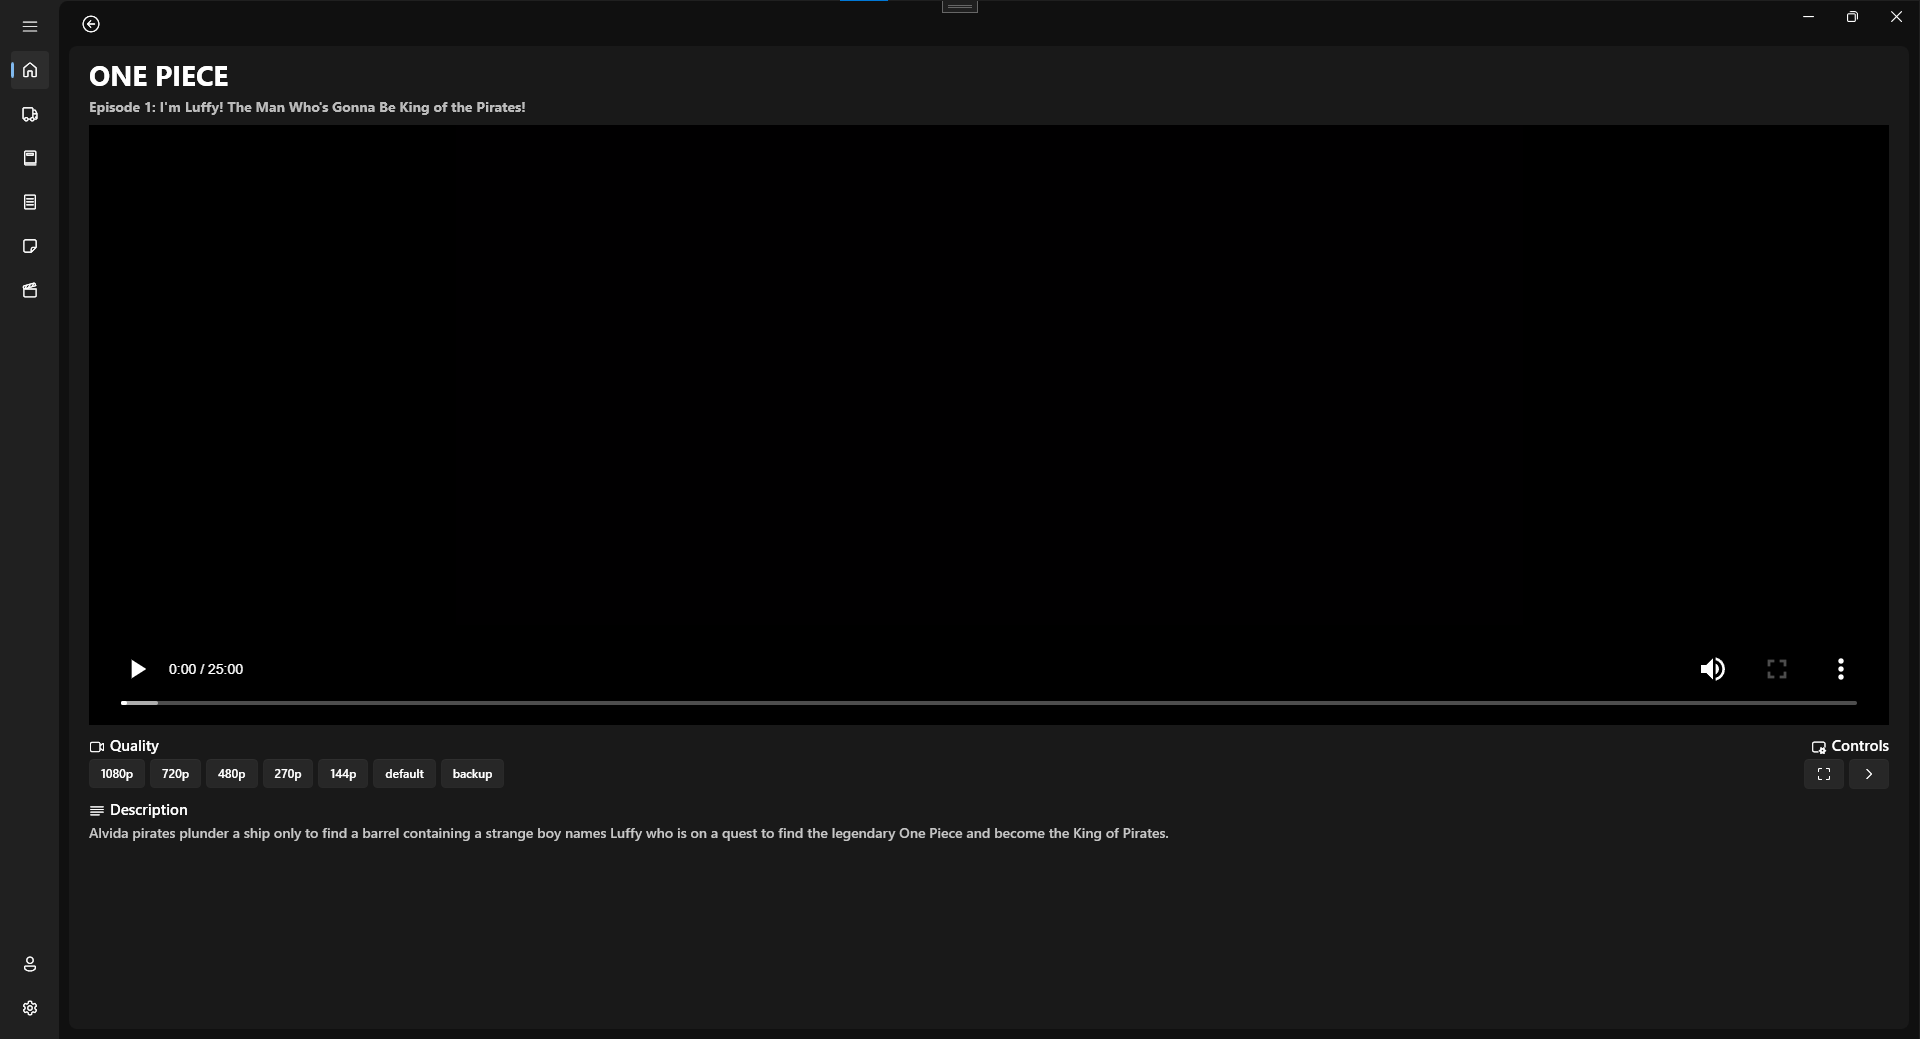 ONE PIECE
Episode 1: I'm Luffy! The Man Who's Gonna Be King of the Pirates!
0:00 / 25:00
Quality
Controls
1080p 720p 480p 270p 144p default backup
Description
Alvida pirates plunder a ship only to find a barrel containing a strange boy names Luffy who is on a quest to find the legendary One Piece and become the King of Pirates.